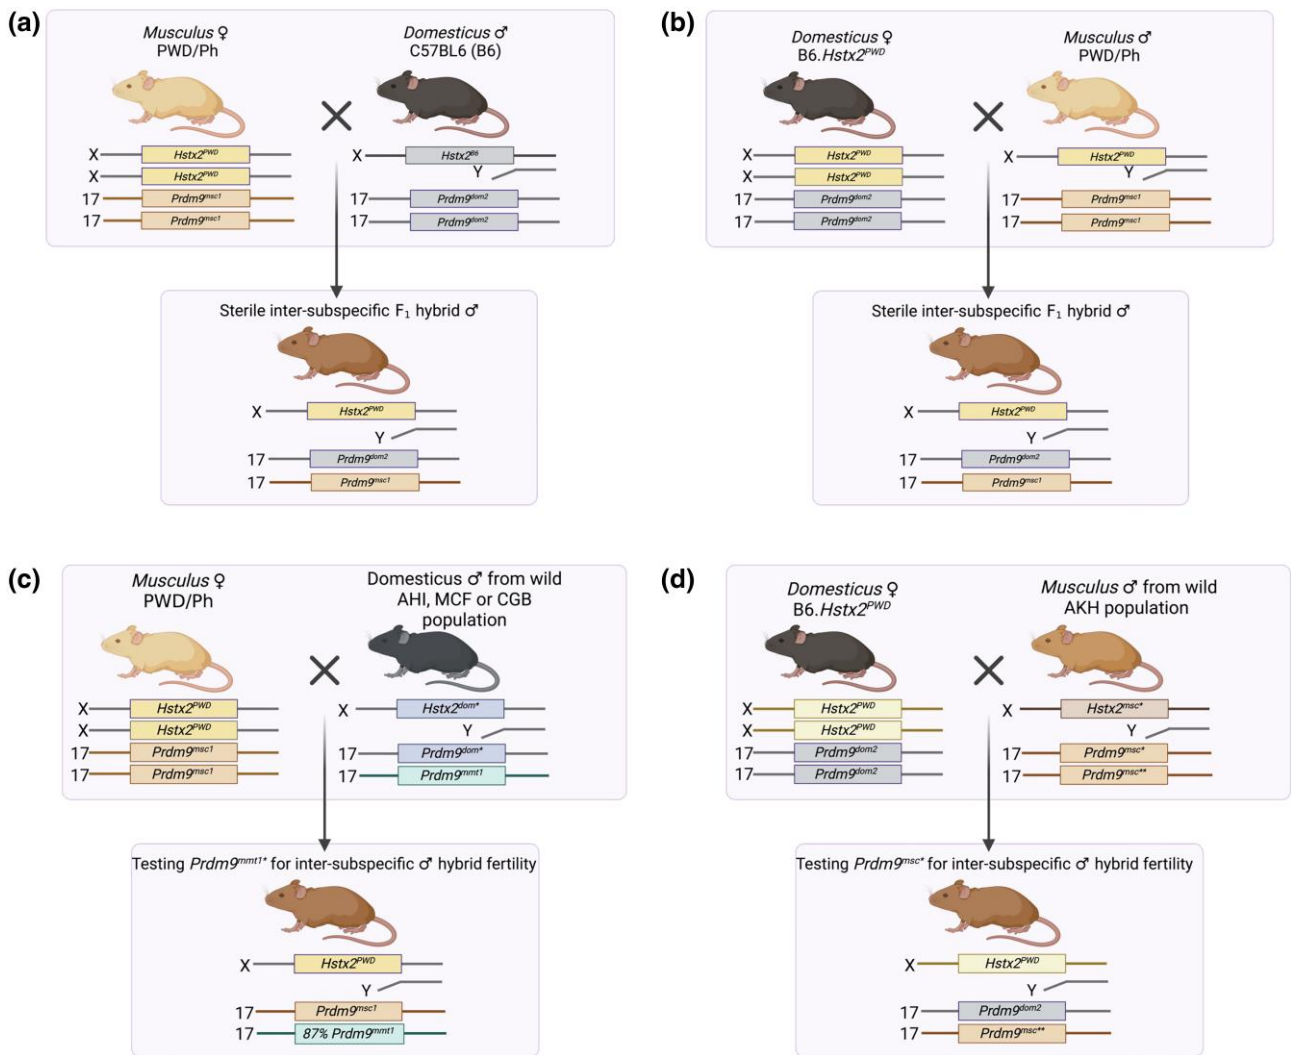 (a)
Musculus ♀
PWD/Ph
Domesticus ♂
C57BL6 (B6)
X Hstx2PWD
X Hstx2PWD
17 Prdm9msc1
17 Prdm9msc1
X Hstx2B6
Y
17 Prdm9dom2
17 Prdm9dom2
Sterile inter-subspecific F1 hybrid ♂
X Hstx2PWD
Y
17 Prdm9dom2
17 Prdm9msc1
(b)
Domesticus ♀
B6.Hstx2PWD
Musculus ♂
PWD/Ph
X Hstx2PWD
X Hstx2PWD
17 Prdm9dom2
17 Prdm9dom2
X Hstx2PWD
Y
17 Prdm9msc1
17 Prdm9msc1
Sterile inter-subspecific F1 hybrid ♂
X Hstx2PWD
Y
17 Prdm9dom2
17 Prdm9msc1
(c)
Musculus ♀
PWD/Ph
Domesticus ♂ from wild
AHI, MCF or CGB
population
X Hstx2PWD
X Hstx2PWD
17 Prdm9msc1
17 Prdm9msc1
X Hstx2dom*
Y
17 Prdm9dom*
17 Prdm9mmt1
Testing Prdm9mmt1* for inter-subspecific ♂ hybrid fertility
X Hstx2PWD
Y
17 Prdm9msc1
17 87% Prdm9mmt1
(d)
Domesticus ♀
B6.Hstx2PWD
Musculus ♂ from wild
AKH population
X Hstx2PWD
X Hstx2PWD
17 Prdm9dom2
17 Prdm9dom2
X Hstx2msc*
Y
17 Prdm9msc*
17 Prdm9msc**
Testing Prdm9msc* for inter-subspecific ♂ hybrid fertility
X Hstx2PWD
Y
17 Prdm9dom2
17 Prdm9msc**